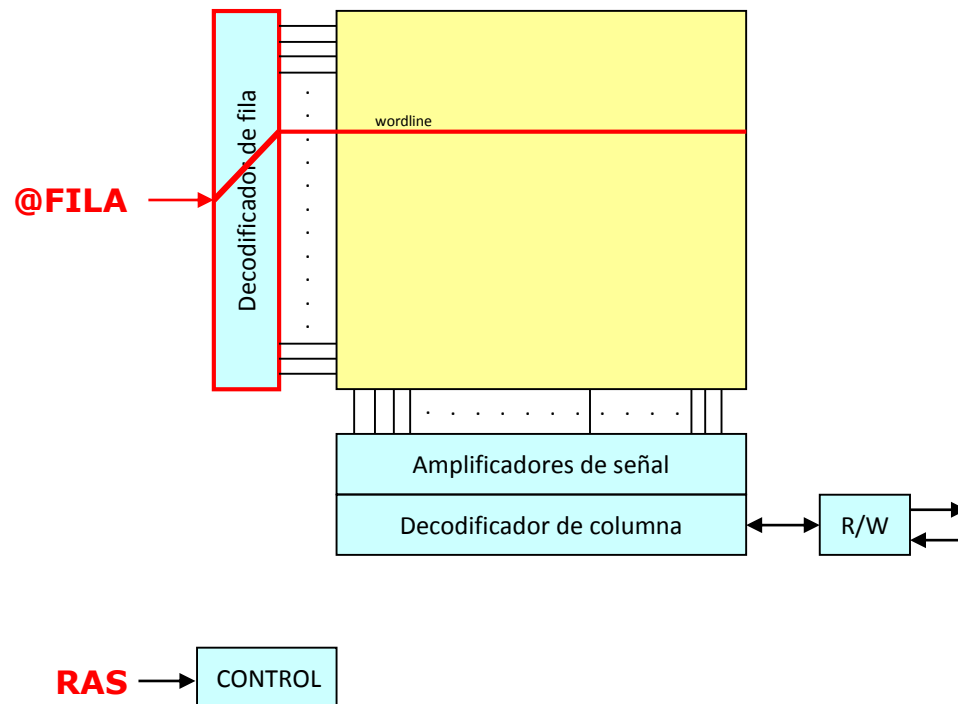 Decodificador de fila
wordline
@FILA
Amplificadores de señal
Decodificador de columna
R/W
RAS
CONTROL